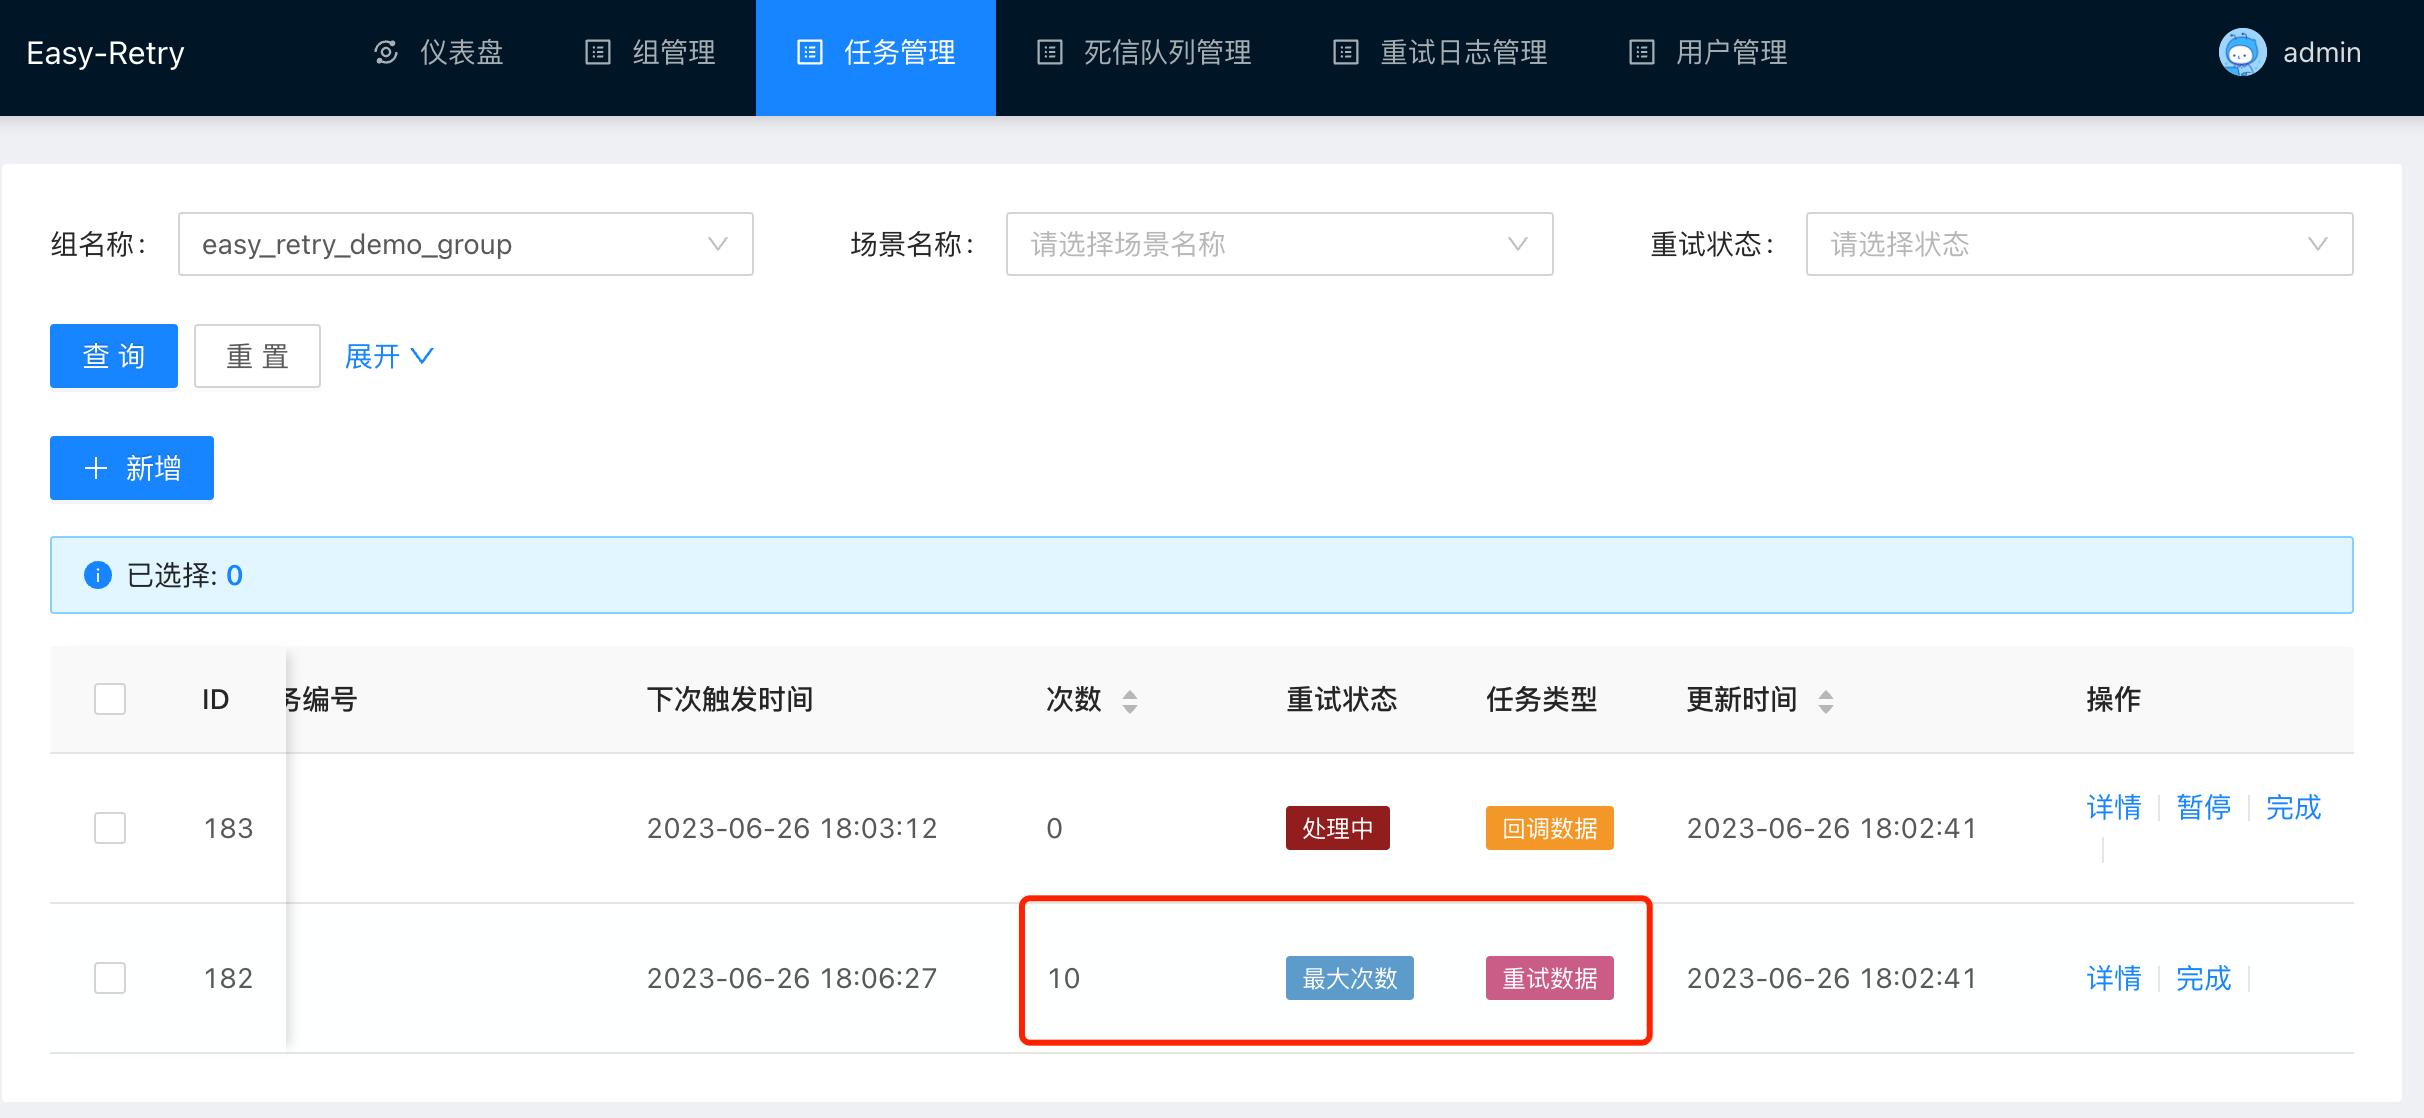 Easy-Retry 仪表盘 组管理 任务管理 死信队列管理 重试日志管理 用户管理 admin
组名称: easy_retry_demo_group 场景名称: 请选择场景名称 重试状态: 请选择状态
查 询 重 置 展开
新增
已选择: 0
ID 务编号 下次触发时间 次数 重试状态 任务类型 更新时间 操作
183 2023-06-26 18:03:12 0 处理中 回调数据 2023-06-26 18:02:41 详情 暂停 完成
182 2023-06-26 18:06:27 10 最大次数 重试数据 2023-06-26 18:02:41 详情 完成